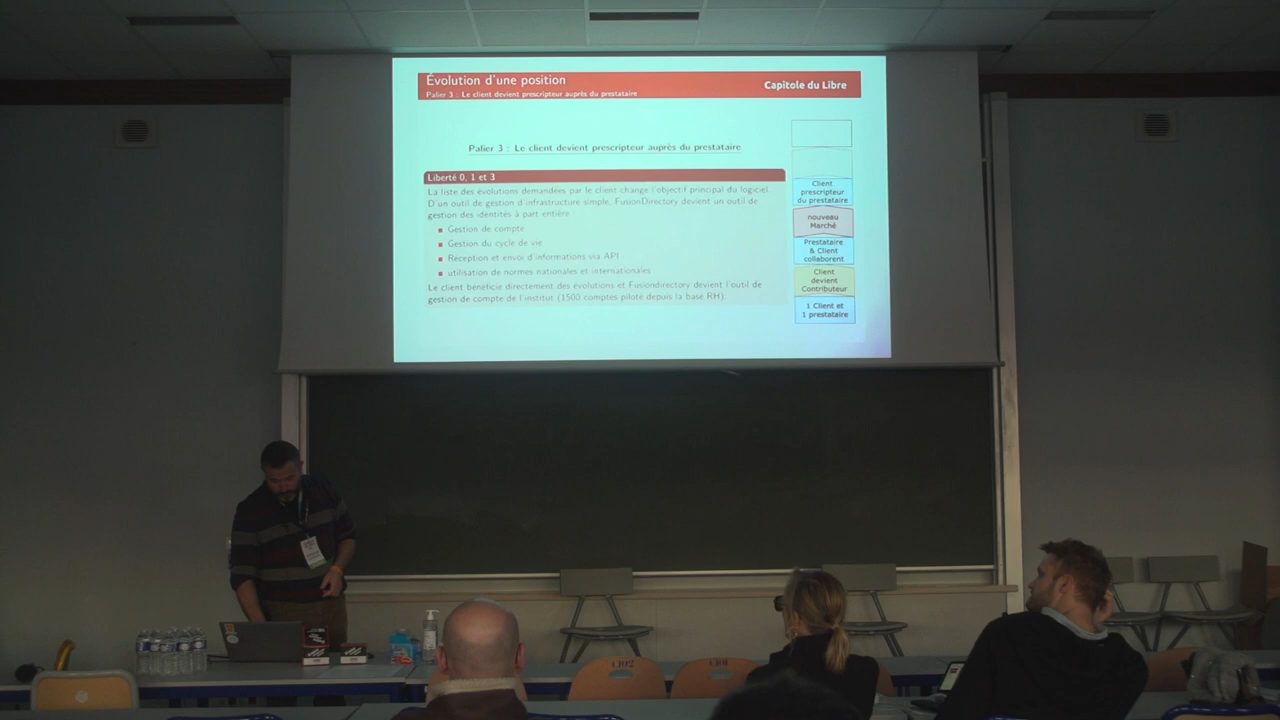 Évolution d'une position
Palier 3 : Le client devient prescripteur auprès du prestataire
Capitole du Libre
Palier 3 : Le client devient prescripteur auprès du prestataire
Liberté 0, 1 et 3
La liste des évolutions demandées par le client change l'objectif principal du logiciel.
D'un outil de gestion d'infrastructure simple, FusionDirectory devient un outil de
gestion des identités à part entière :
Gestion de compte
Gestion du cycle de vie
Réception et envoi d'informations via API
utilisation de normes nationales et internationales
Le client bénéficie directement des évolutions et Fusiondirectory devient l'outil de
gestion de compte de l'institut (1500 comptes piloté depuis la base RH).
Client
prescripteur
du prestataire
nouveau
Marché
Prestataire
& Client
collaborent
Client
devient
Contributeur
1 Client et
1 prestataire